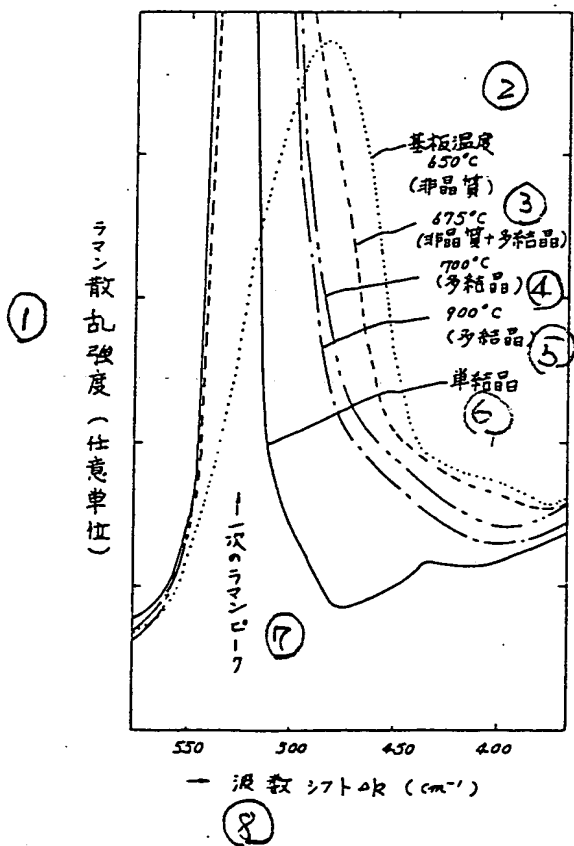 ラマン散乱強度(任意単位)
①
②
基板温度
650°C
(非晶質)
③
675°C
(非晶質+多結晶)
700°C
(多結晶)
④
900°C
(多結晶)
⑤
単結晶
⑥
一次のラマンピーク
⑦
550
500
450
400
→ 波数シフトΔk (cm⁻¹)
⑧